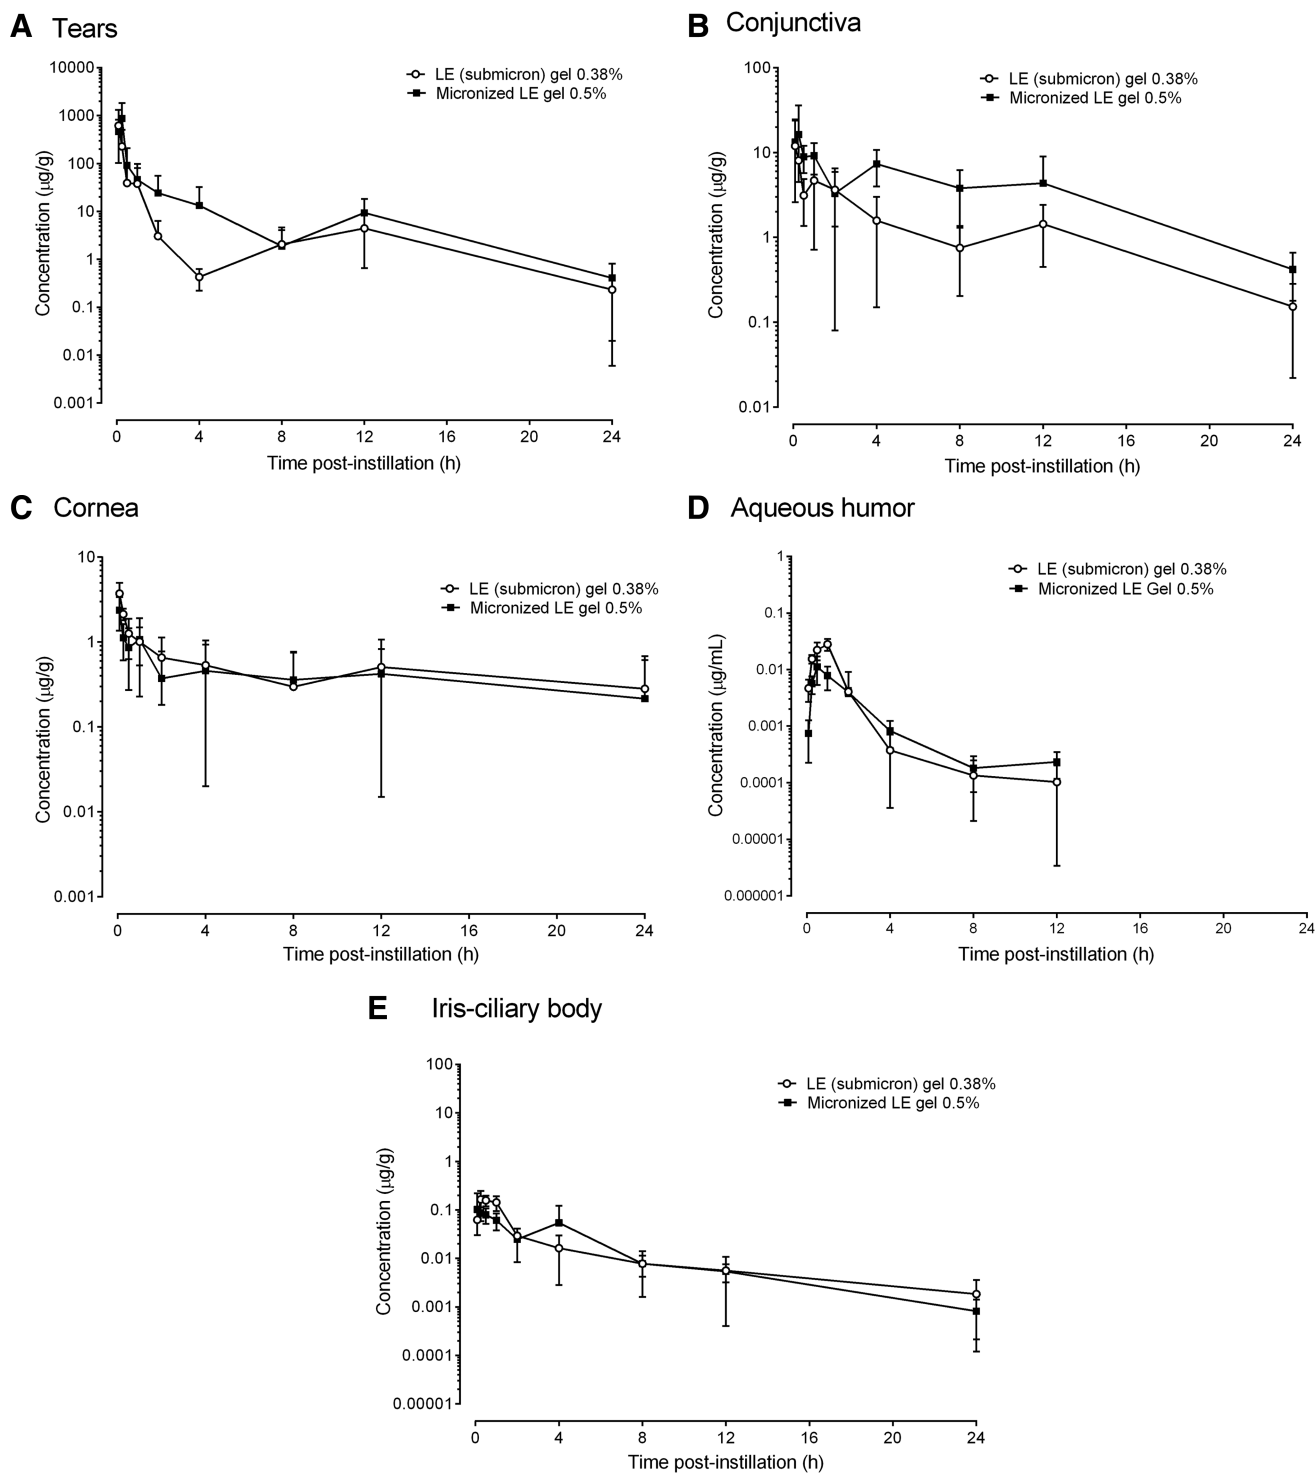 A Tears
LE (submicron) gel 0.38%
Micronized LE gel 0.5%
Concentration (μg/g)
10000
1000
100
10
1
0.1
0.01
0.001
0 4 8 12 16 20 24
Time post-instillation (h)
B Conjunctiva
LE (submicron) gel 0.38%
Micronized LE gel 0.5%
Concentration (μg/g)
100
10
1
0.1
0.01
0 4 8 12 16 20 24
Time post-instillation (h)
C Cornea
LE (submicron) gel 0.38%
Micronized LE gel 0.5%
Concentration (μg/g)
10
1
0.1
0.01
0.001
0 4 8 12 16 20 24
Time post-instillation (h)
D Aqueous humor
LE (submicron) gel 0.38%
Micronized LE Gel 0.5%
Concentration (μg/mL)
1
0.1
0.01
0.001
0.0001
0.00001
0.000001
0 4 8 12 16 20 24
Time post-instillation (h)
E Iris-ciliary body
LE (submicron) gel 0.38%
Micronized LE gel 0.5%
Concentration (μg/g)
100
10
1
0.1
0.01
0.001
0.0001
0.00001
0 4 8 12 16 20 24
Time post-instillation (h)